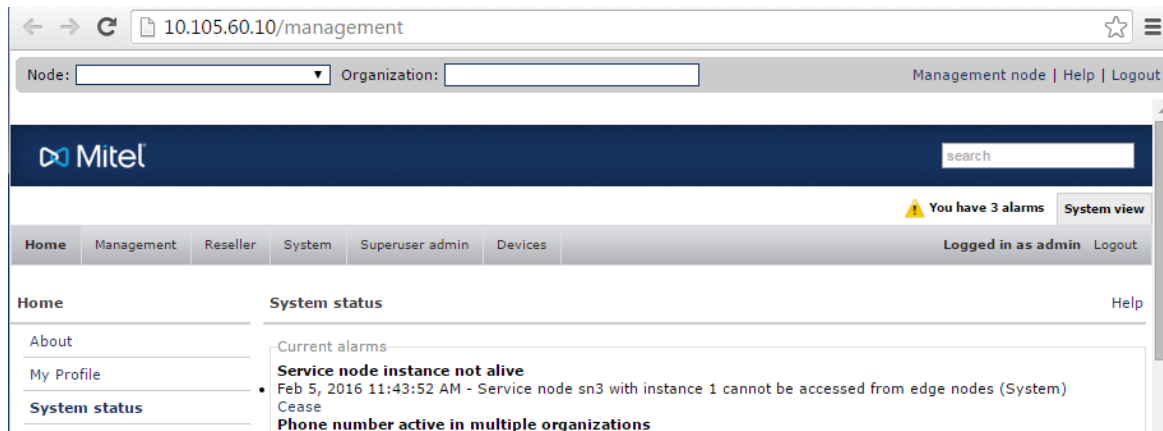 10.105.60.10/management
Node: Organization: Management node | Help | Logout
Mitel
search
You have 3 alarms System view
Home Management Reseller System Superuser admin Devices Logged in as admin Logout
Home System status Help
About Current alarms
My Profile Service node instance not alive
Feb 5, 2016 11:43:52 AM - Service node sn3 with instance 1 cannot be accessed from edge nodes (System)
System status Cease
Phone number active in multiple organizations